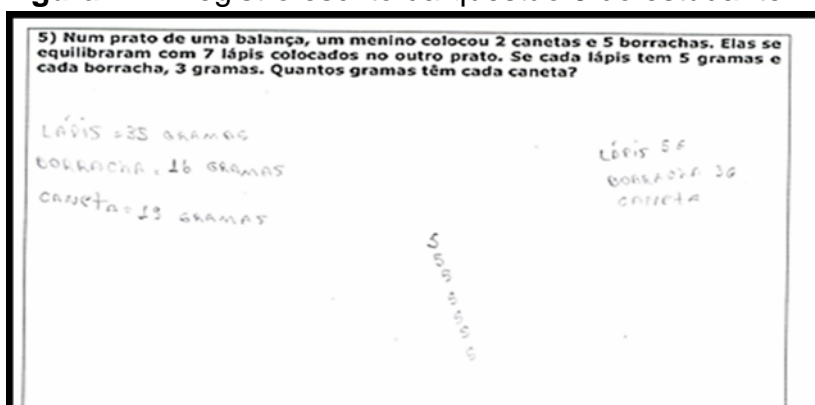 5) Num prato de uma balança, um menino colocou 2 canetas e 5 borrachas. Elas se
equilibraram com 7 lápis colocados no outro prato. Se cada lápis tem 5 gramas e
cada borracha, 3 gramas. Quantos gramas têm cada caneta?
LÁPIS = 35 GRAMAS
BORRACHA = 16 GRAMAS
CANETA = 19 GRAMAS
LÁPIS 5G
BORRACHA 3G
CANETA
5
5
5
5
5
5
5